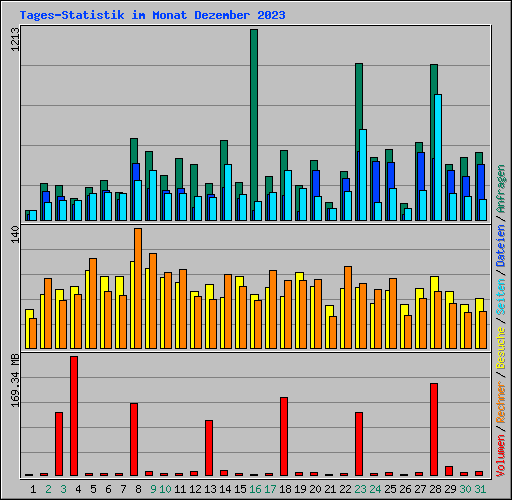 Tages-Statistik im Monat Dezember 2023
1213
140
169.34 MB
Volumen / Rechner / Besuche / Seiten / Dateien / Anfragen
1 2 3 4 5 6 7 8 9 10 11 12 13 14 15 16 17 18 19 20 21 22 23 24 25 26 27 28 29 30 31